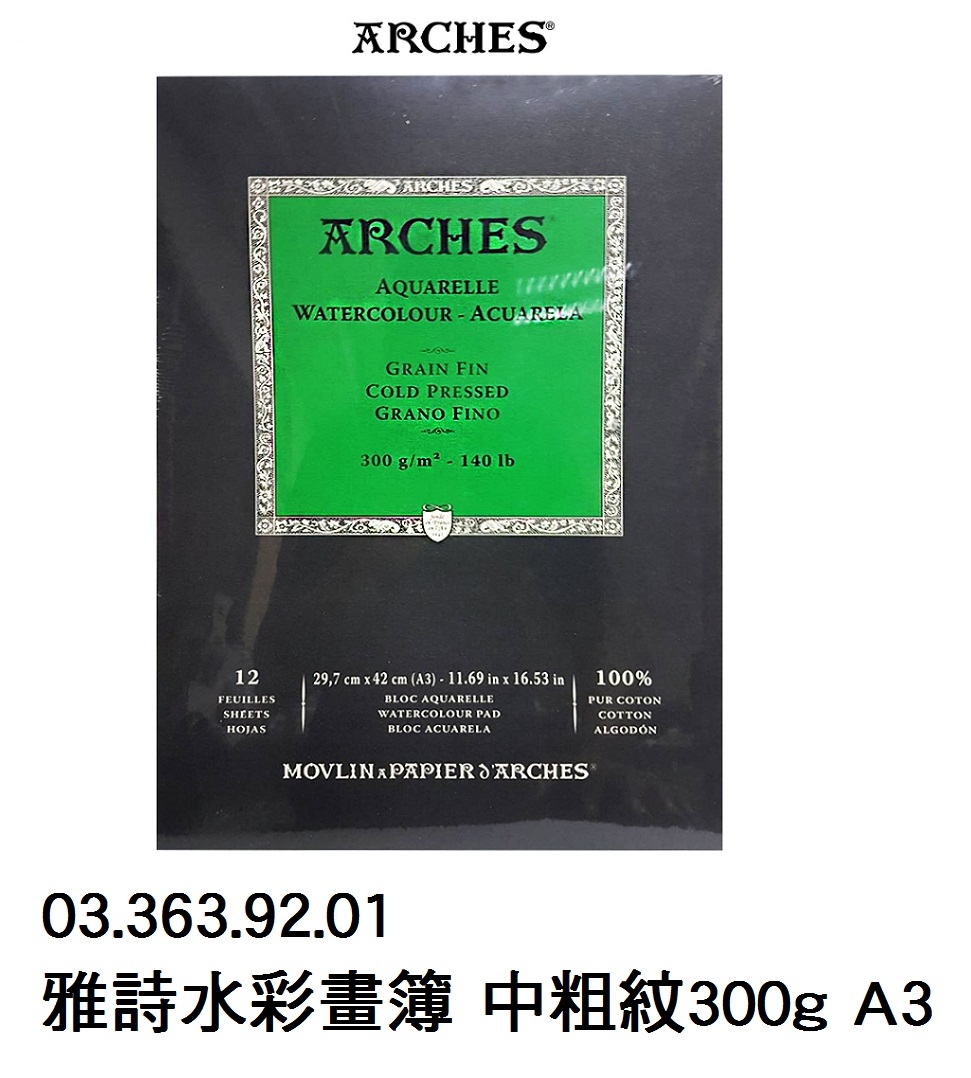 ARCHES®
ARCHES
ARCHES®
AQUARELLE
WATERCOLOUR - ACUARELA
GRAIN FIN
COLD PRESSED
GRANO FINO
300 g/m² - 140 lb
12
FEUILLES
SHEETS
HOJAS
29,7 cm x 42 cm (A3) - 11.69 in x 16.53 in
BLOC AQUARELLE
WATERCOLOUR PAD
BLOC ACUARELA
100%
PUR COTON
COTTON
ALGODÓN
MOVLIN A PAPIER D'ARCHES®
03.363.92.01
雅詩水彩畫簿 中粗紋300g A3